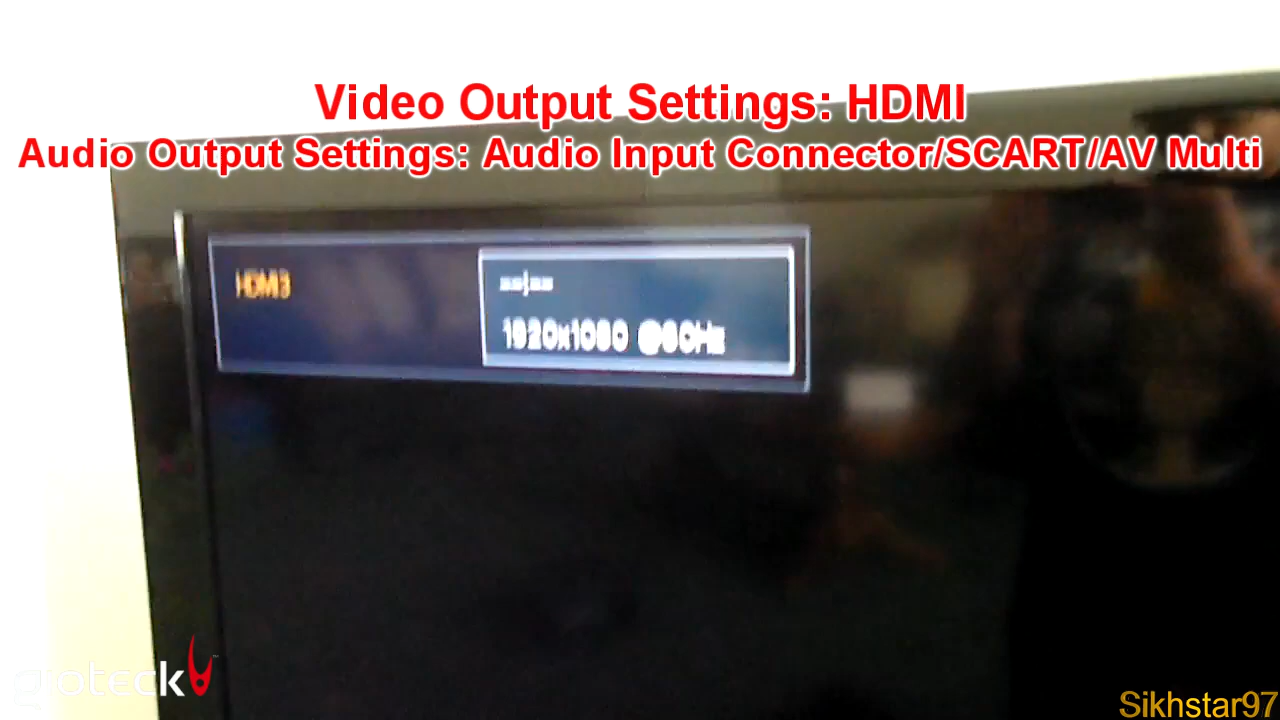 Video Output Settings: HDMI
Audio Output Settings: Audio Input Connector/SCART/AV Multi
HDMI3
--:--
1920x1080 @60Hz
gioteck
Sikhstar97